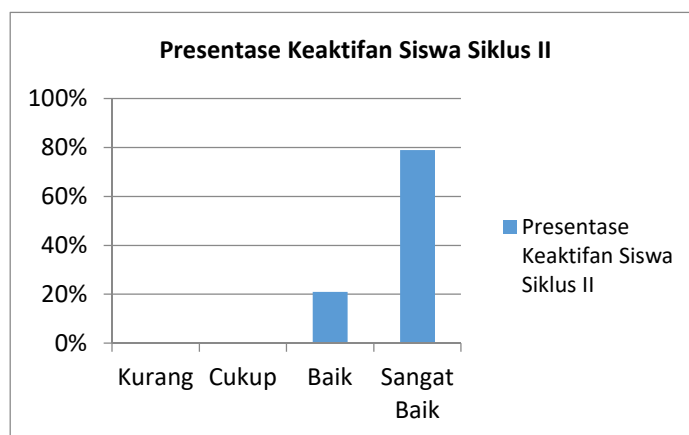 Presentase Keaktifan Siswa Siklus II
100%
80%
60%
40%
20%
0%
Kurang
Cukup
Baik
Sangat
Baik
Presentase
Keaktifan Siswa
Siklus II